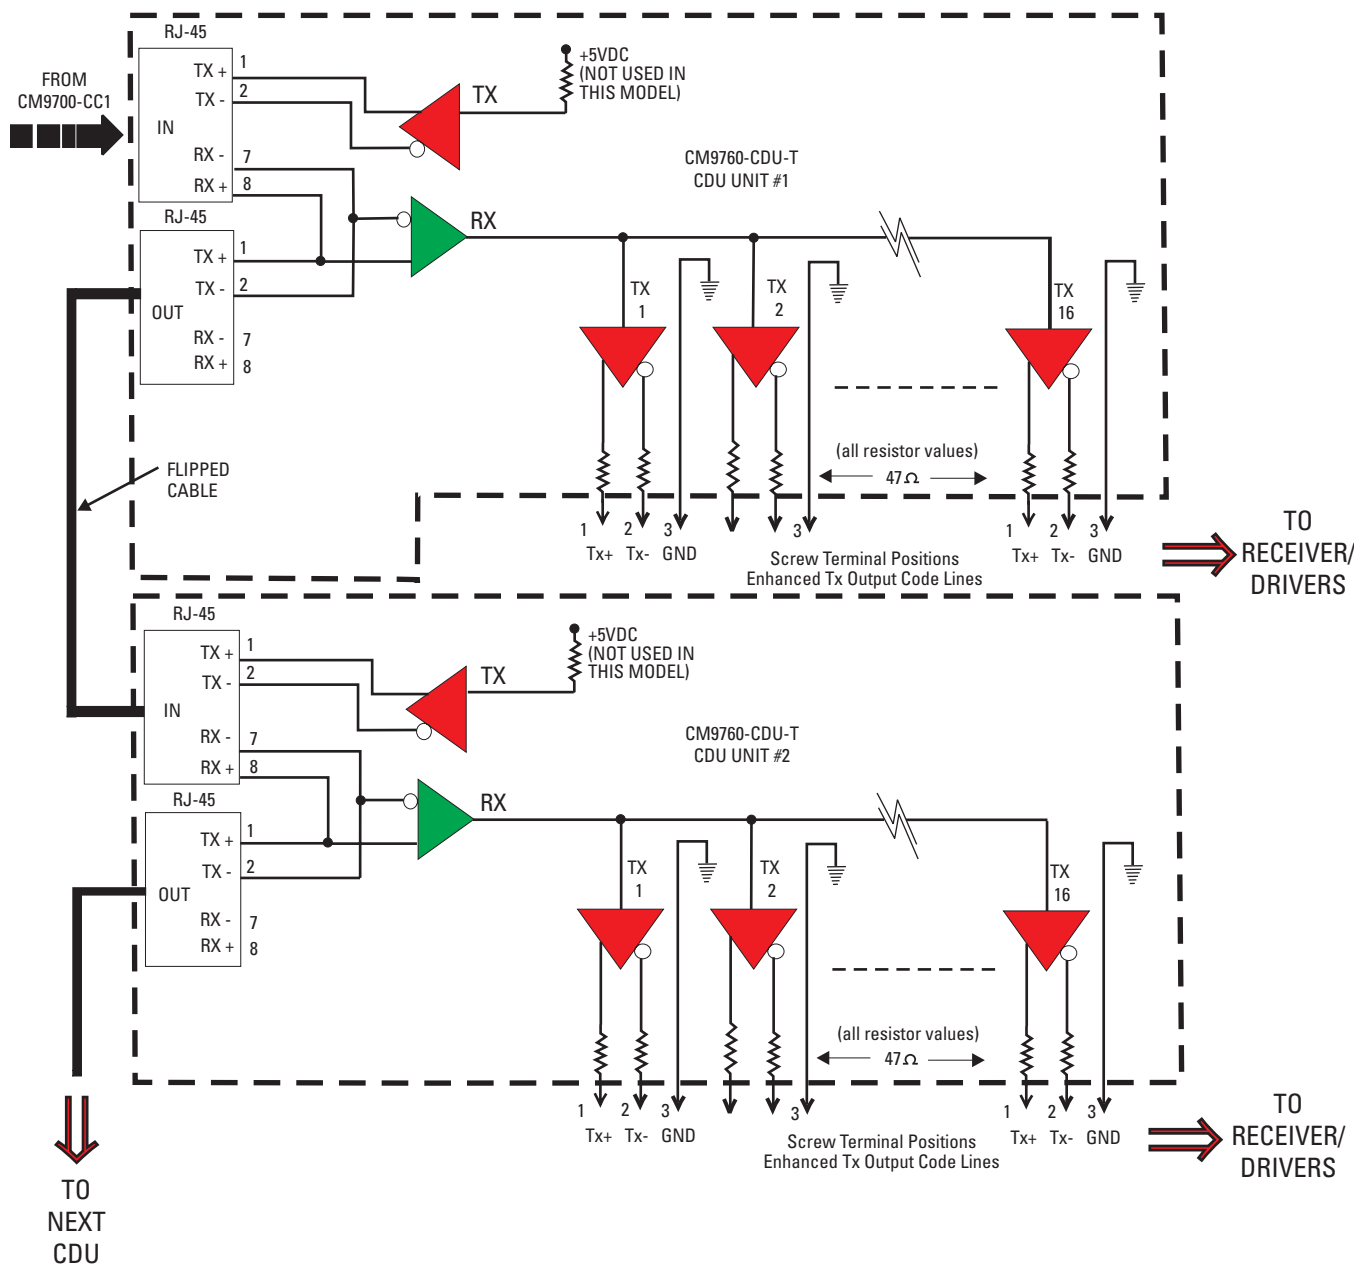 RJ-45
FROM
CM9700-CC1
IN
TX + 1
TX - 2
RX - 7
RX + 8
TX
+5VDC
(NOT USED IN
THIS MODEL)
CM9760-CDU-T
CDU UNIT #1
RJ-45
OUT
TX + 1
TX - 2
RX - 7
RX + 8
RX
TX
1
TX
2
TX
16
(all resistor values)
47Ω
FLIPPED
CABLE
1 2 3
Tx+ Tx- GND
3
Screw Terminal Positions
Enhanced Tx Output Code Lines
1 2 3
Tx+ Tx- GND
TO
RECEIVER/
DRIVERS
RJ-45
IN
TX + 1
TX - 2
RX - 7
RX + 8
TX
+5VDC
(NOT USED IN
THIS MODEL)
CM9760-CDU-T
CDU UNIT #2
RJ-45
OUT
TX + 1
TX - 2
RX - 7
RX + 8
RX
TX
1
TX
2
TX
16
(all resistor values)
47Ω
1 2 3
Tx+ Tx- GND
3
Screw Terminal Positions
Enhanced Tx Output Code Lines
1 2 3
Tx+ Tx- GND
TO
RECEIVER/
DRIVERS
TO
NEXT
CDU